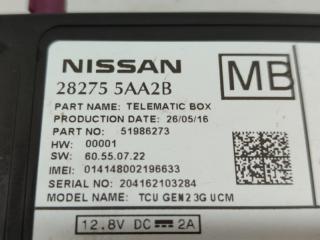 NISSAN
MB
28275 5AA2B
PART NAME: TELEMATIC BOX
PRODUCTION DATE: 26/05/16
PART NO: 51986273
HW: 00001
SW: 60.55.07.22
IMEI: 014148002196633
SERIAL NO: 204162103284
MODEL NAME: TCU GEN2 3G UCM
12.8V DC 2A